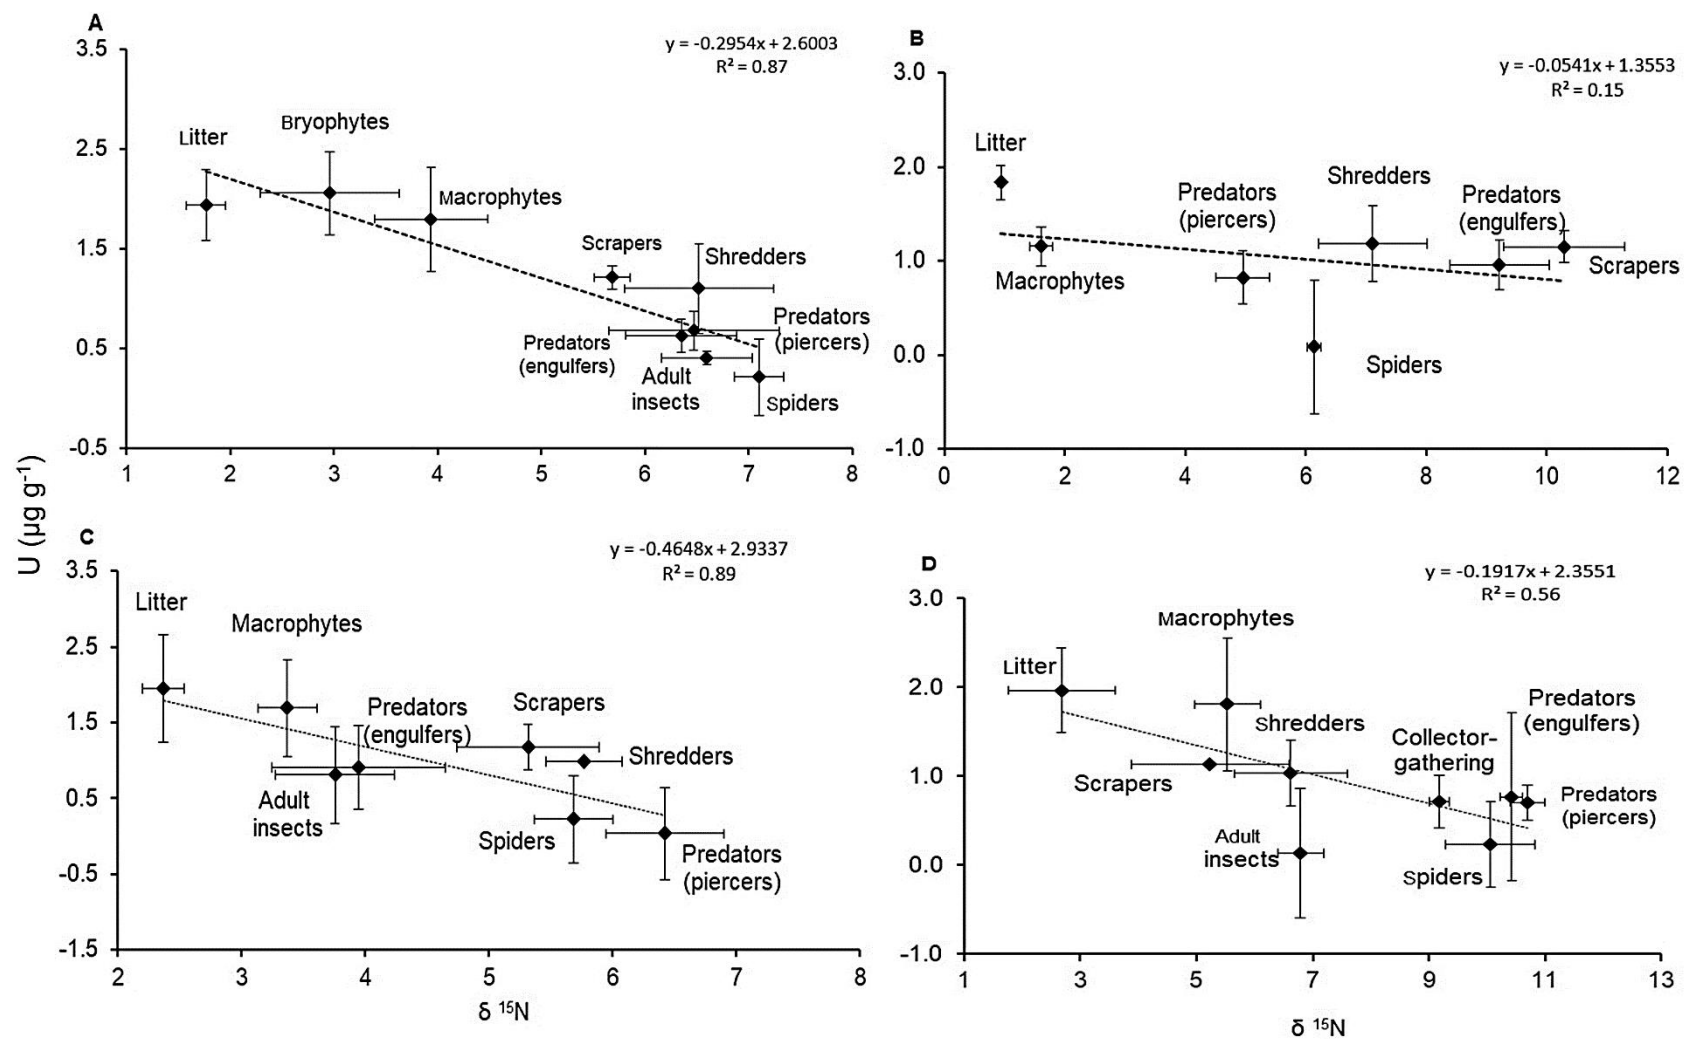 A
y = -0.2954x + 2.6003
R² = 0.87
3.5
2.5
1.5
0.5
-0.5
Litter
Bryophytes
Macrophytes
Scrapers
Shredders
Predators
(piercers)
Predators
(engulfers)
Adult
insects
Spiders
1 2 3 4 5 6 7 8
B
y = -0.0541x + 1.3553
R² = 0.15
3.0
2.0
1.0
0.0
-1.0
Litter
Macrophytes
Predators
(piercers)
Shredders
Predators
(engulfers)
Scrapers
Spiders
0 2 4 6 8 10 12
U (µg g⁻¹)
C
y = -0.4648x + 2.9337
R² = 0.89
3.5
2.5
1.5
0.5
-0.5
-1.5
Litter
Macrophytes
Predators
(engulfers)
Scrapers
Shredders
Adult
insects
Spiders
Predators
(piercers)
2 3 4 5 6 7 8
δ ¹⁵N
D
y = -0.1917x + 2.3551
R² = 0.56
3.0
2.0
1.0
0.0
-1.0
Litter
Macrophytes
Shredders
Scrapers
Adult
insects
Collector-
gathering
Predators
(engulfers)
Predators
(piercers)
Spiders
1 3 5 7 9 11 13
δ ¹⁵N